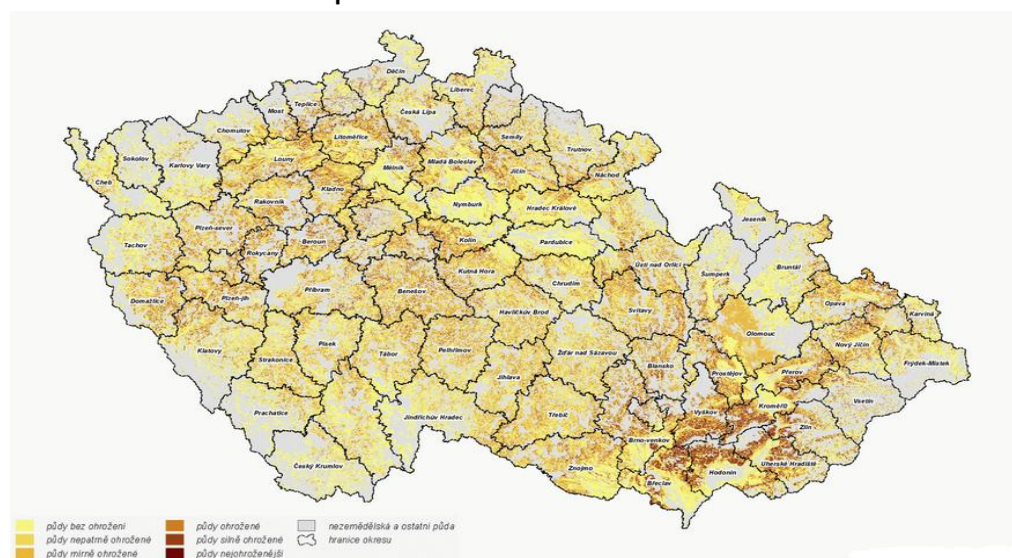 Děčín
Liberec
Teplice
Most
Česká Lípa
Chomutov
Litoměřice
Semily
Trutnov
Sokolov
Karlovy Vary
Louny
Mělník
Mladá Boleslav
Jičín
Náchod
Cheb
Kladno
Rakovník
Nymburk
Hradec Králové
Jeseník
Plzeň-sever
Beroun
Kolín
Pardubice
Tachov
Rokycany
Ústí nad Orlicí
Šumperk
Bruntál
Kutná Hora
Chrudim
Příbram
Benešov
Domažlice
Plzeň-jih
Havlíčkův Brod
Svitavy
Opava
Karviná
Olomouc
Nový Jičín
Klatovy
Strakonice
Písek
Tábor
Pelhřimov
Žďár nad Sázavou
Blansko
Frýdek-Místek
Jihlava
Prostějov
Přerov
Prachatice
Jindřichův Hradec
Třebíč
Vyškov
Kroměříž
Vsetín
Zlín
Brno-venkov
Český Krumlov
Znojmo
Břeclav
Hodonín
Uherské Hradiště
půdy bez ohrožení
půdy ohrožené
nezemědělská a ostatní půda
půdy nepatrně ohrožené
půdy silně ohrožené
hranice okresu
půdy mírně ohrožené
půdy nejohroženější